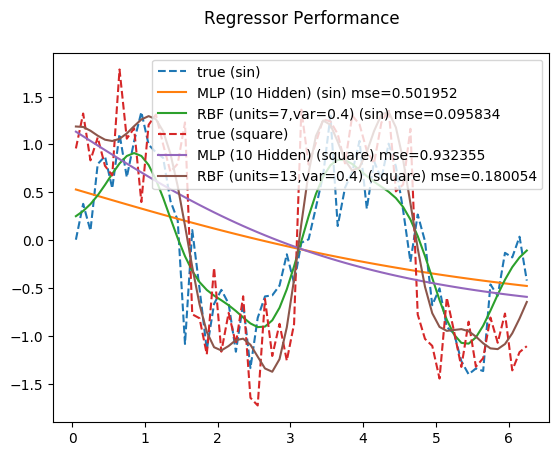 Regressor Performance
true (sin)
MLP (10 Hidden) (sin) mse=0.501952
RBF (units=7,var=0.4) (sin) mse=0.095834
true (square)
MLP (10 Hidden) (square) mse=0.932355
RBF (units=13,var=0.4) (square) mse=0.180054
1.5
1.0
0.5
0.0
−0.5
−1.0
−1.5
0 1 2 3 4 5 6